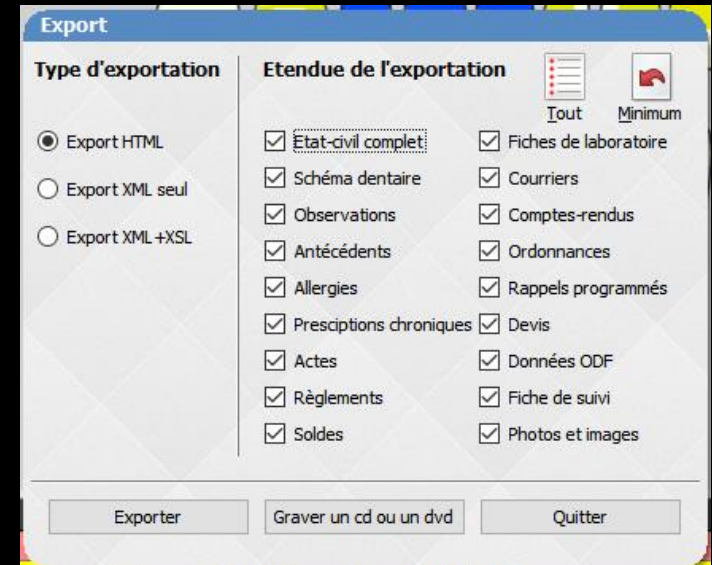 Export
Type d'exportation
Export HTML
Export XML seul
Export XML+XSL
Etendue de l'exportation
Tout
Minimum
Etat-civil complet
Schéma dentaire
Observations
Antécédents
Allergies
Presciptions chroniques
Actes
Règlements
Soldes
Fiches de laboratoire
Courriers
Comptes-rendus
Ordonnances
Rappels programmés
Devis
Données ODF
Fiche de suivi
Photos et images
Exporter
Graver un cd ou un dvd
Quitter